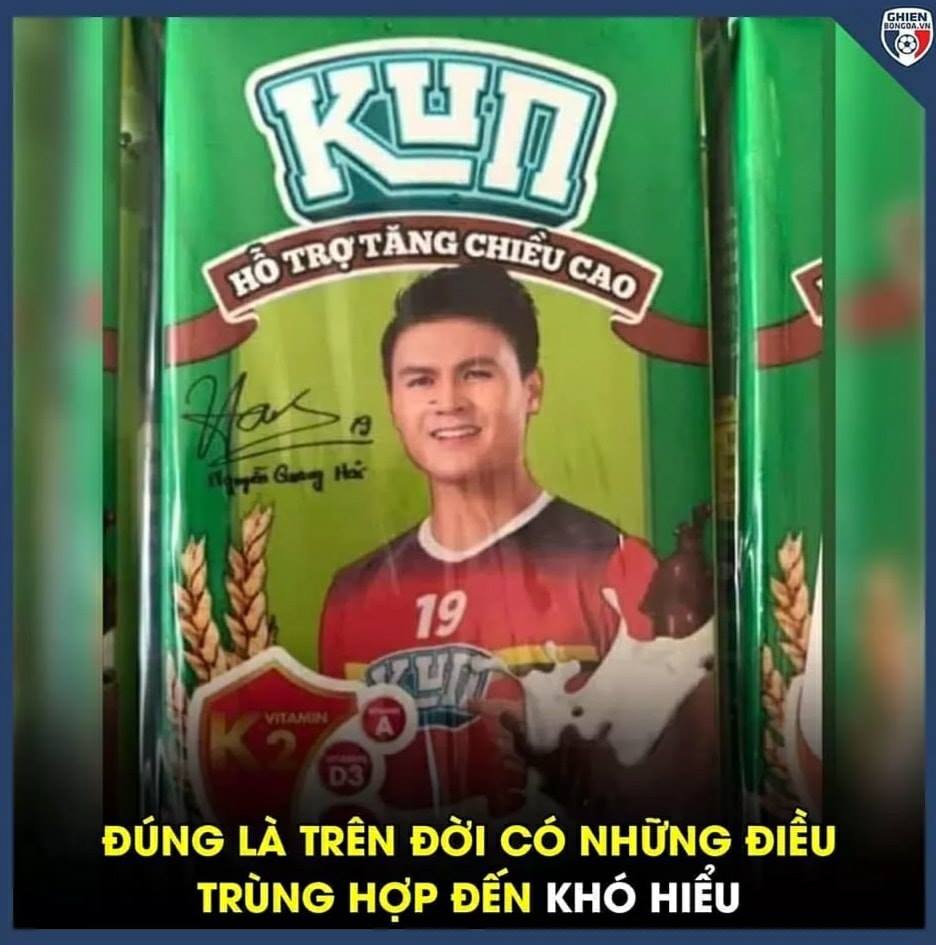 GHIEN
BONGDA.VN
KUN
HỖ TRỢ TĂNG CHIỀU CAO
19
Nguyễn Quang Hải
19
KUN
K2
VITAMIN
A
D3
ĐÚNG LÀ TRÊN ĐỜI CÓ NHỮNG ĐIỀU
TRÙNG HỢP ĐẾN KHÓ HIỂU